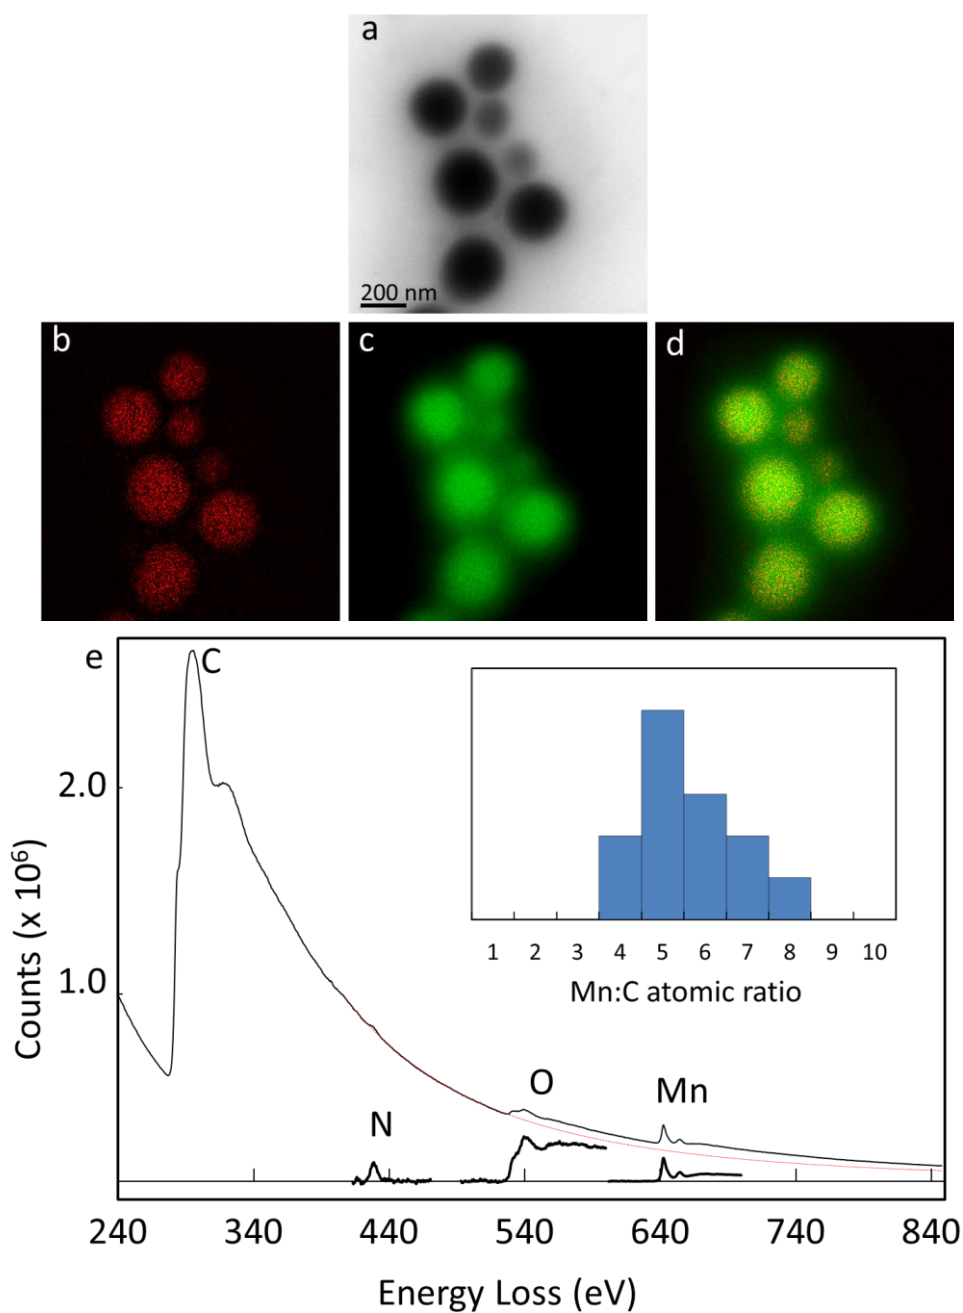 a
200 nm
b
c
d
e
C
2.0
1.0
Counts (x 10⁶)
N
O
Mn
1 2 3 4 5 6 7 8 9 10
Mn:C atomic ratio
240 340 440 540 640 740 840
Energy Loss (eV)